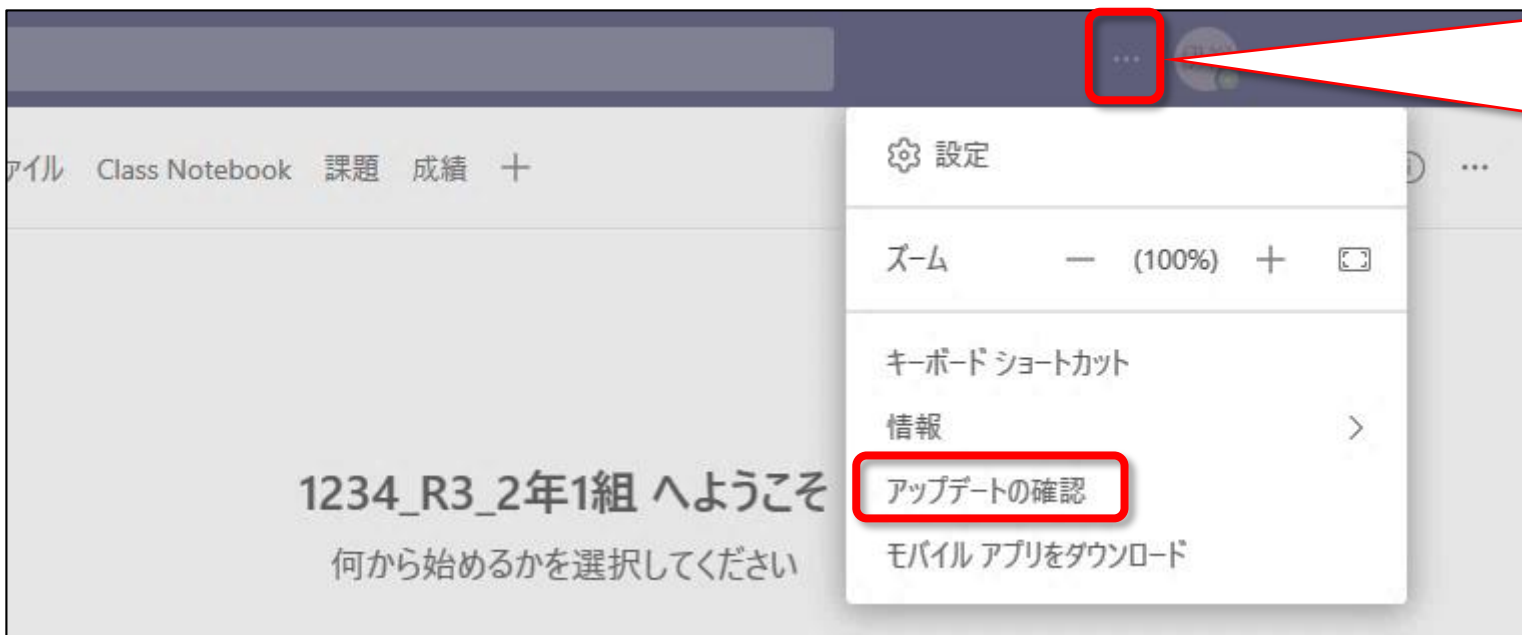 …
ァイル Class Notebook 課題 成績 ＋
…
設定
ズーム － (100%) ＋
キーボード ショートカット
情報 >
1234_R3_2年1組 へようこそ
アップデートの確認
何から始めるかを選択してください
モバイル アプリをダウンロード